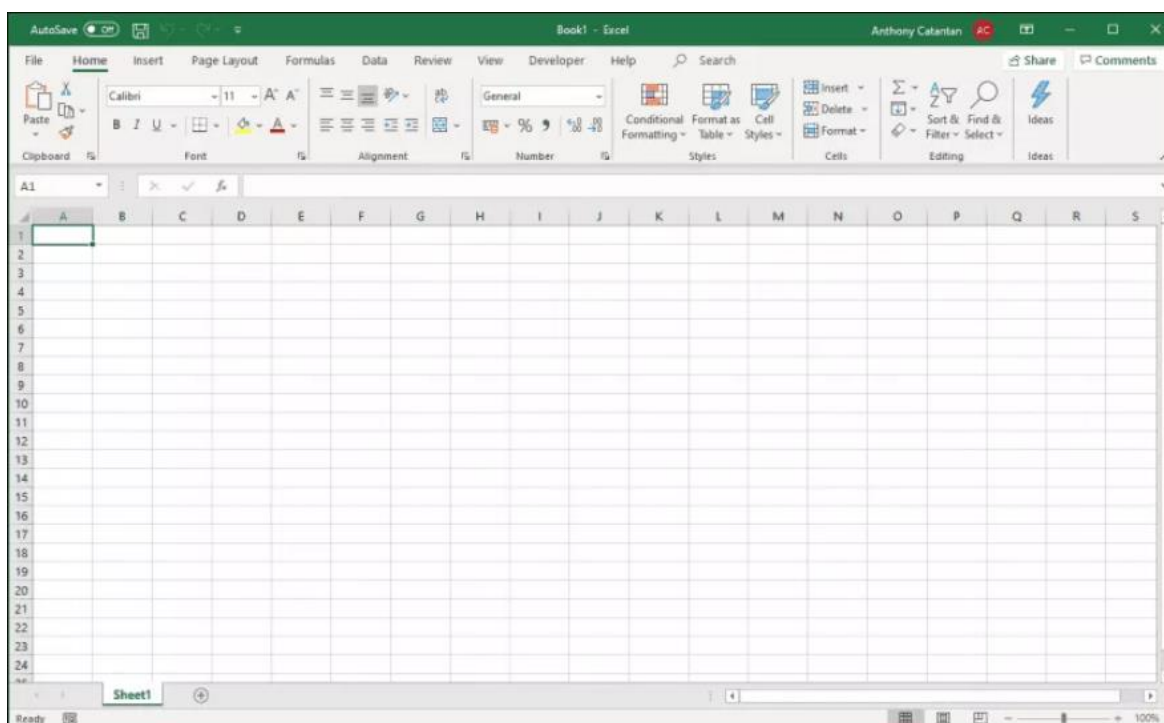 AutoSave Off Book1 - Excel Anthony Catantan AC
File Home Insert Page Layout Formulas Data Review View Developer Help Search Share Comments
Paste
Calibri 11 A^ A˅
B I U A
General
% 9
Conditional Formatting
Format as Table
Cell Styles
Insert
Delete
Format
Σ
Sort & Filter
Find & Select
Ideas
Clipboard Font Alignment Number Styles Cells Editing Ideas
A1 fx
A B C D E F G H I J K L M N O P Q R S
1
2
3
4
5
6
7
8
9
10
11
12
13
14
15
16
17
18
19
20
21
22
23
24
Sheet1
Ready 100%